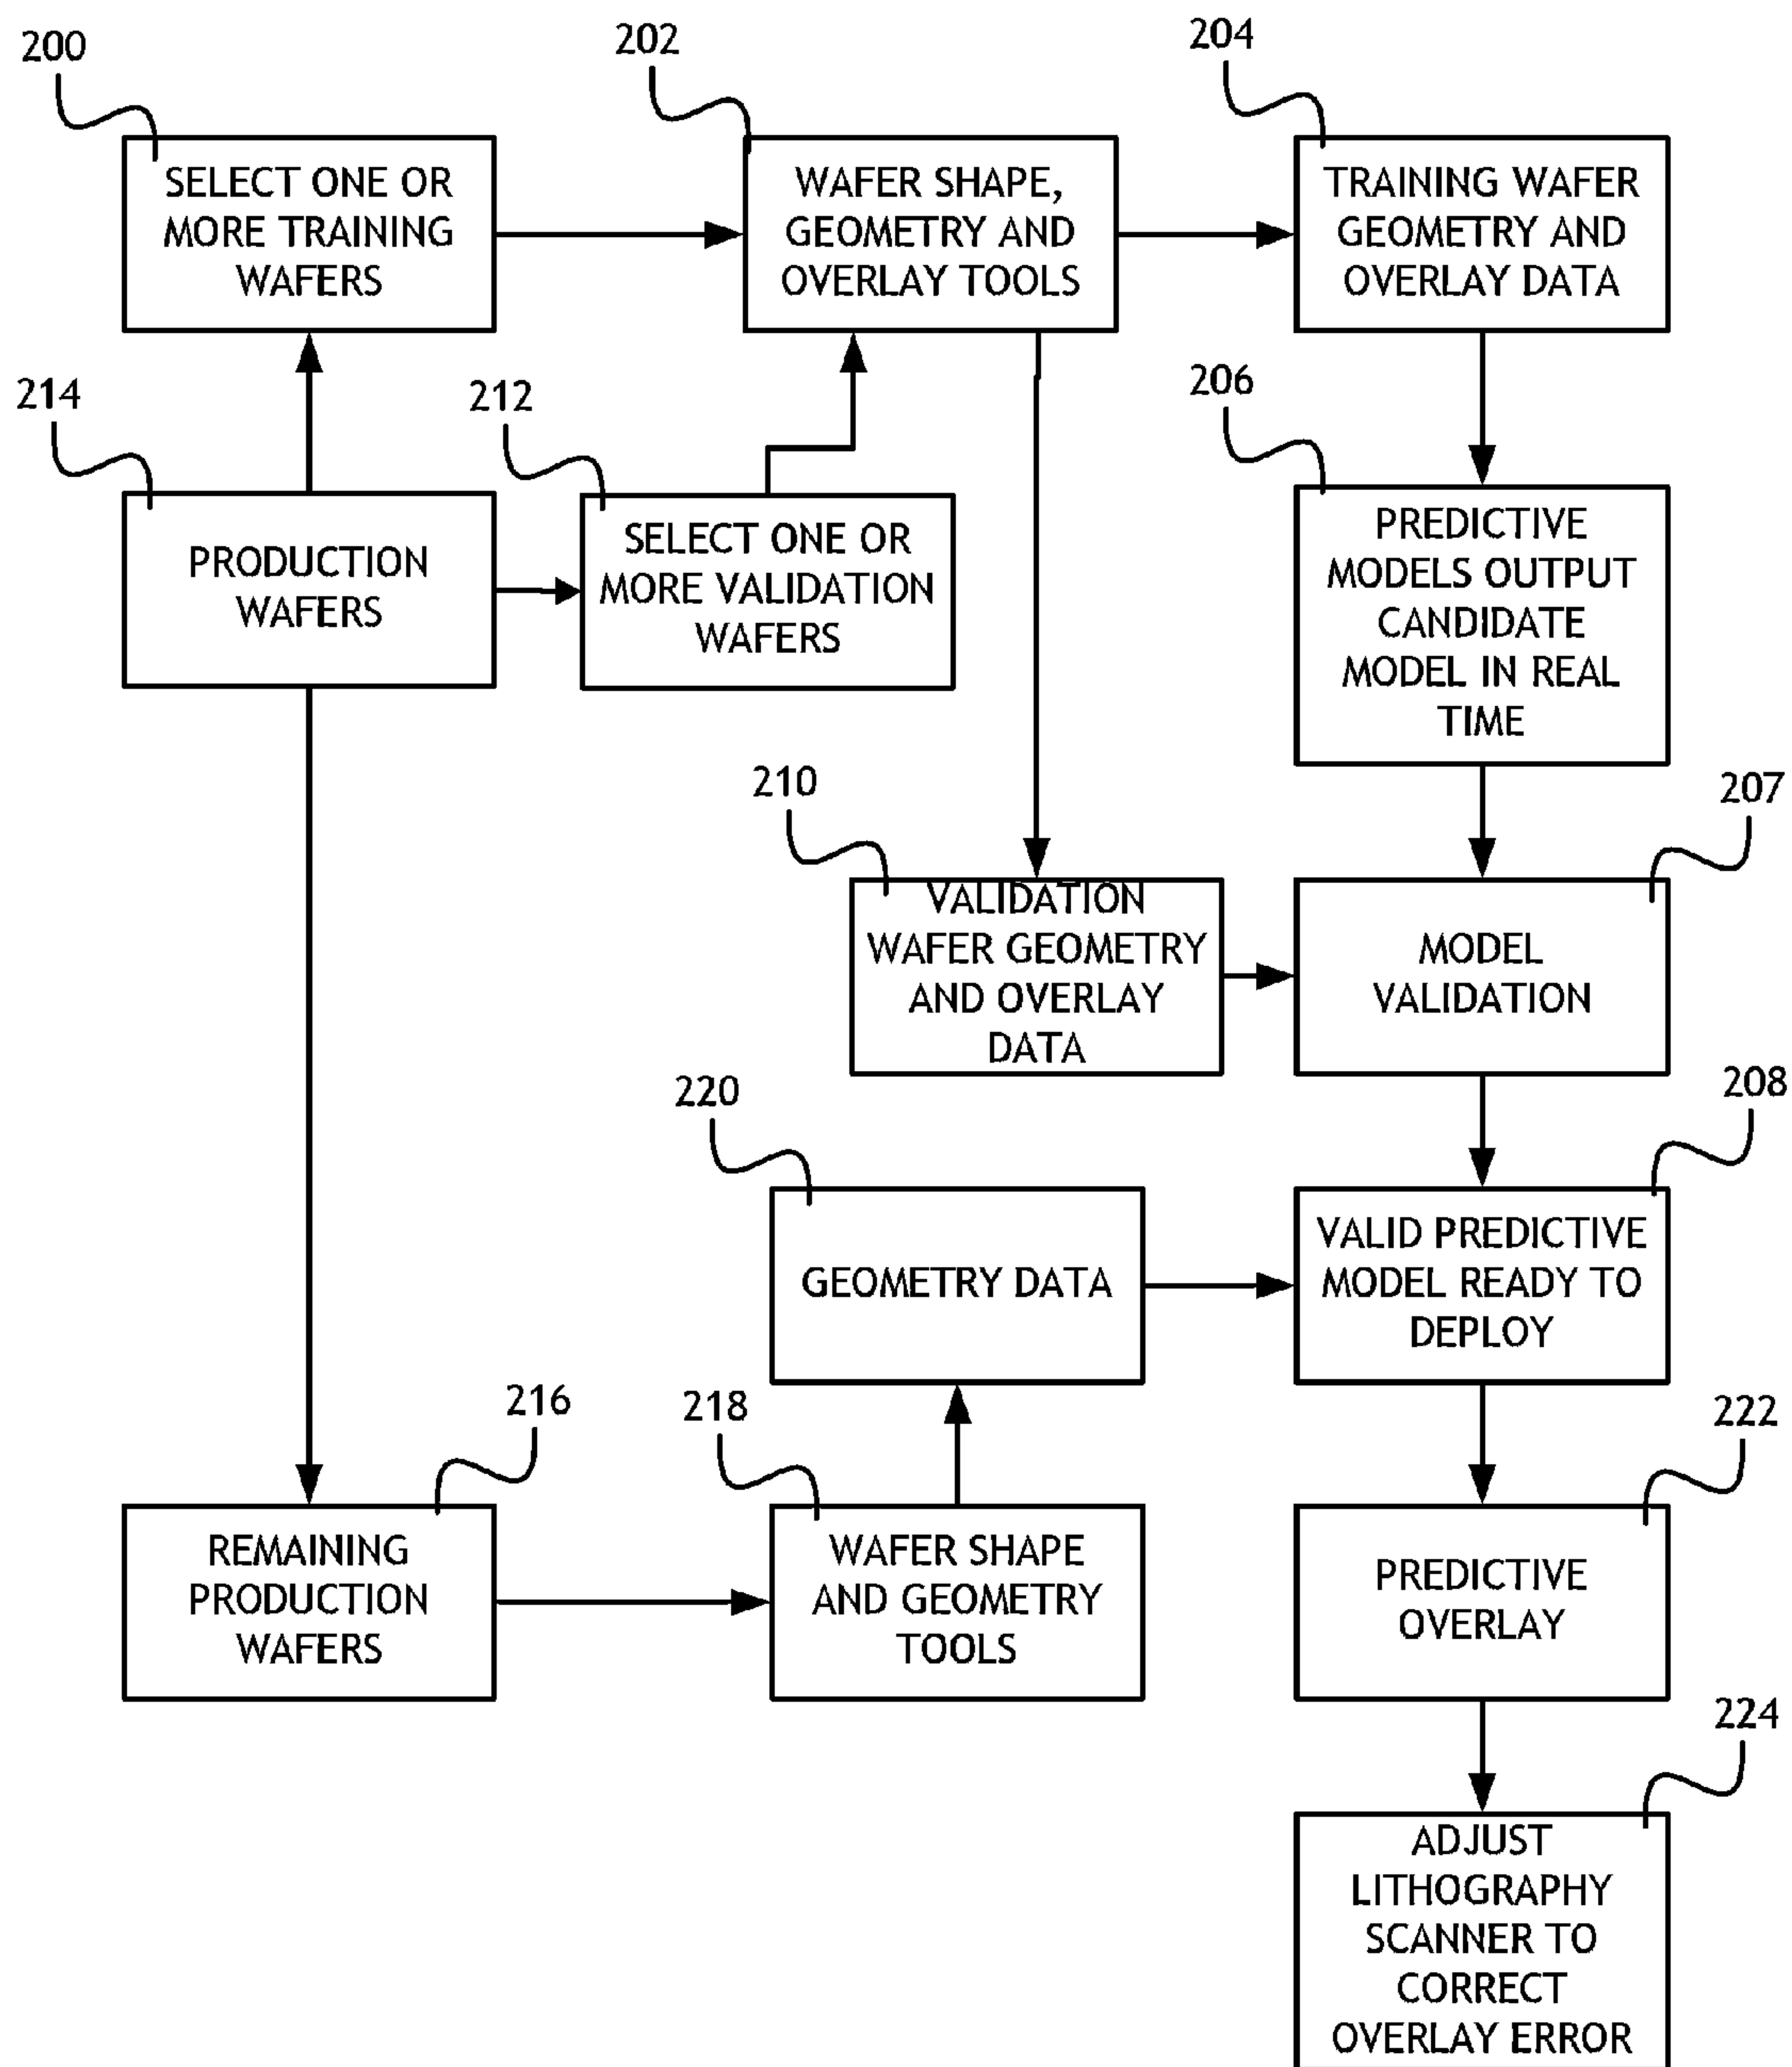 200
202
204
SELECT ONE OR
MORE TRAINING
WAFERS
WAFER SHAPE,
GEOMETRY AND
OVERLAY TOOLS
TRAINING WAFER
GEOMETRY AND
OVERLAY DATA
214
212
206
PRODUCTION
WAFERS
SELECT ONE OR
MORE VALIDATION
WAFERS
PREDICTIVE
MODELS OUTPUT
CANDIDATE
MODEL IN REAL
TIME
210
207
VALIDATION
WAFER GEOMETRY
AND OVERLAY
DATA
MODEL
VALIDATION
220
208
GEOMETRY DATA
VALID PREDICTIVE
MODEL READY TO
DEPLOY
216
218
222
REMAINING
PRODUCTION
WAFERS
WAFER SHAPE
AND GEOMETRY
TOOLS
PREDICTIVE
OVERLAY
224
ADJUST
LITHOGRAPHY
SCANNER TO
CORRECT
OVERLAY ERROR